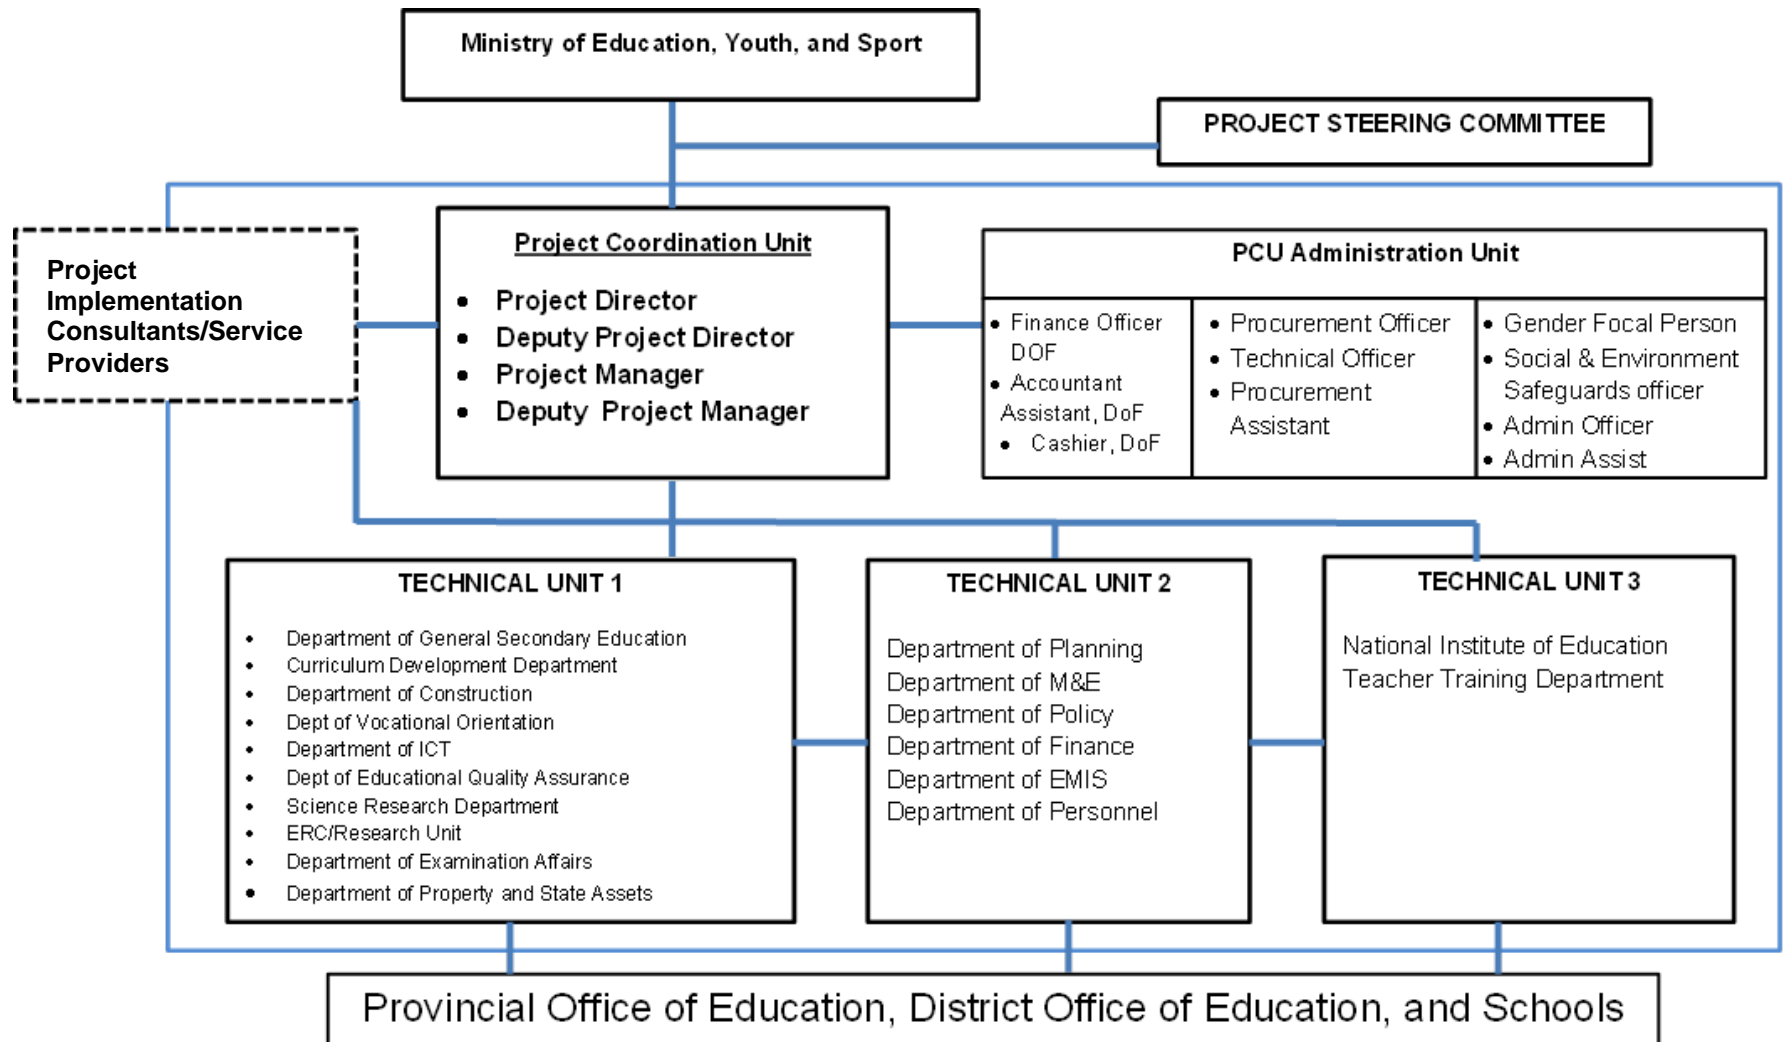 Ministry of Education, Youth, and Sport
PROJECT STEERING COMMITTEE
Project
Implementation
Consultants/Service
Providers
Project Coordination Unit
• Project Director
• Deputy Project Director
• Project Manager
• Deputy Project Manager
PCU Administration Unit
• Finance Officer
DOF
• Accountant
Assistant, DoF
• Cashier, DoF
• Procurement Officer
• Technical Officer
• Procurement
Assistant
• Gender Focal Person
• Social & Environment
Safeguards officer
• Admin Officer
• Admin Assist
TECHNICAL UNIT 1
• Department of General Secondary Education
• Curriculum Development Department
• Department of Construction
• Dept of Vocational Orientation
• Department of ICT
• Dept of Educational Quality Assurance
• Science Research Department
• ERC/Research Unit
• Department of Examination Affairs
• Department of Property and State Assets
TECHNICAL UNIT 2
Department of Planning
Department of M&E
Department of Policy
Department of Finance
Department of EMIS
Department of Personnel
TECHNICAL UNIT 3
National Institute of Education
Teacher Training Department
Provincial Office of Education, District Office of Education, and Schools